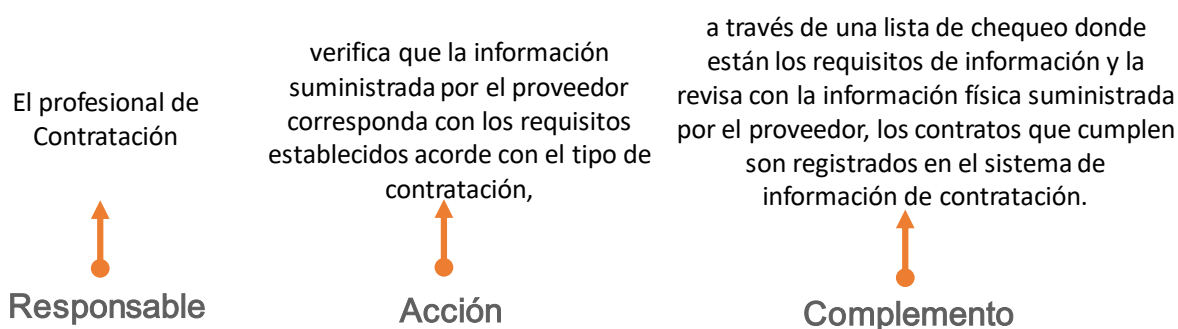 El profesional de
Contratación
verifica que la información
suministrada por el proveedor
corresponda con los requisitos
establecidos acorde con el tipo de
contratación,
a través de una lista de chequeo donde
están los requisitos de información y la
revisa con la información física suministrada
por el proveedor, los contratos que cumplen
son registrados en el sistema de
información de contratación.
Responsable
Acción
Complemento